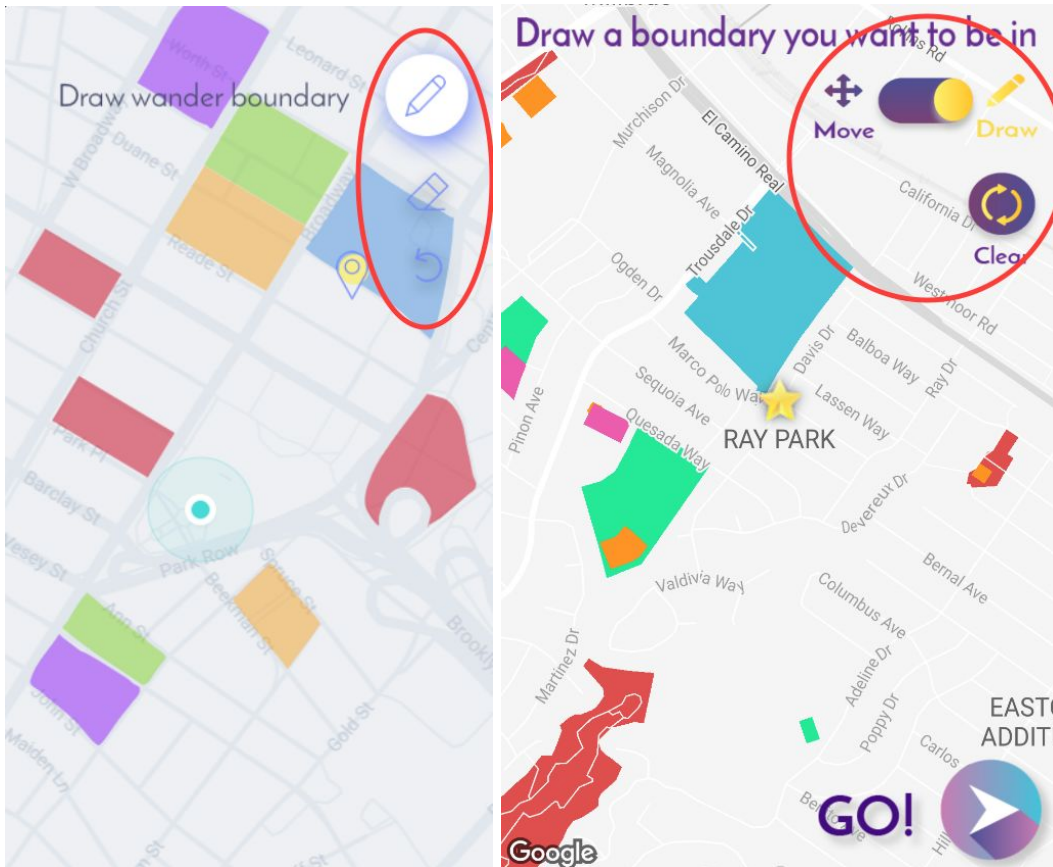 Worth St
Leonard St
Draw wander boundary
W Broadway
Duane St
Broadway
Reade St
Church St
Park Pl
Barclay St
Vesey St
Park Row
Spruce St
Beekman St
Ann St
John St
Gold St
Maiden Ln
Draw a boundary you want to be in
Rollins Rd
Murchison Dr
El Camino Real
Move
Draw
Magnolia Ave
California Dr
Trousdale Dr
Clear
Ogden Dr
Westmoor Rd
Davis Dr
Balboa Way
Marco Polo Way
Ray Dr
Sequoia Ave
Lassen Way
Pinon Ave
Quesada Way
RAY PARK
Devereux Dr
Bernal Ave
Valdivia Way
Columbus Ave
Martinez Dr
Adeline Dr
Poppy Dr
Carlos
ADDIT
GO!
Google